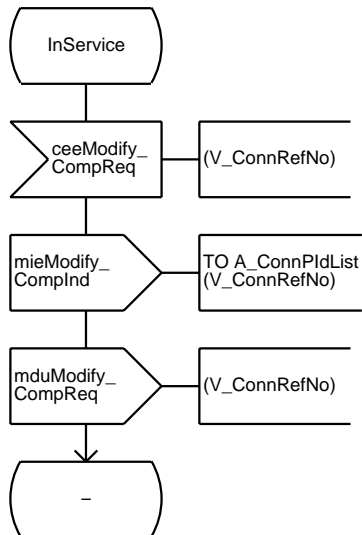 InService
ceeModify_
CompReq
(V_ConnRefNo)
mieModify_
CompInd
TO A_ConnPIdList
(V_ConnRefNo)
mduModify_
CompReq
(V_ConnRefNo)
–